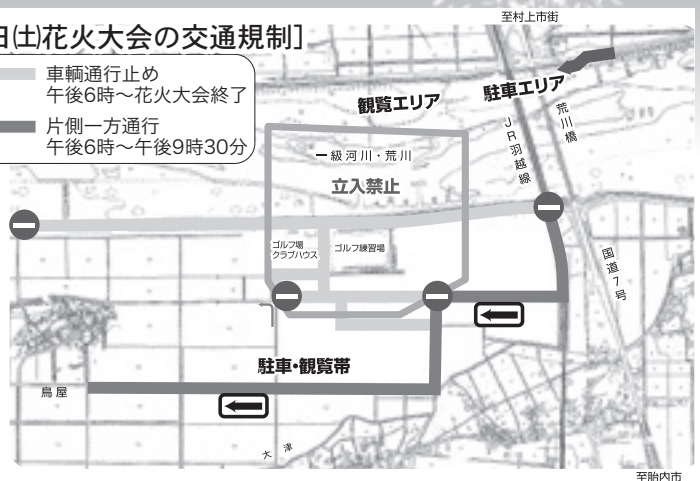 至村上市街
日(土)花火大会の交通規制]
車輌通行止め
午後6時〜花火大会終了
片側一方通行
午後6時〜午後9時30分
観覧エリア
駐車エリア
JR羽越線
荒川橋
一級河川・荒川
立入禁止
ゴルフ場
クラブハウス
ゴルフ練習場
国道7号
駐車・観覧帯
鳥屋
大津
至胎内市